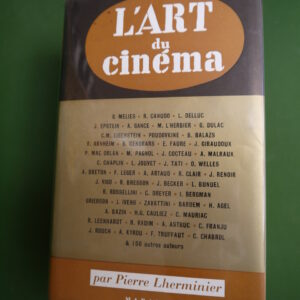 L'ART
du
cinéma
G. MELIES • R. CANUDO • L. DELLUC
J. EPSTEIN • A. GANCE • M. L'HERBIER • G. DULAC
C.M. EISENSTEIN • POUDOVKINE • B. BALAZS
R. ARNHEIM • R. DESNOS • E. FAURE • J. GIRAUDOUX
P. MAC ORLAN • M. PAGNOL • J. COCTEAU • A. MALRAUX
C. CHAPLIN • L. JOUVET • J. TATI • O. WELLES
A. BRETON • F. LEGER • A. ARTAUD • R. CLAIR • J. RENOIR
J. VIGO • R. BRESSON • J. BECKER • L. BUNUEL
R. ROSSELLINI • C. DREYER • I. BERGMAN
GRIERSON • J. IVENS • ZAVATTINI • BARDEM • H. AGEL
A. BAZIN • H.G. CLOUZOT • C. MAURIAC
R. LEENHARDT • R. VADIM • A. ASTRUC • G. FRANJU
J. ROUCH • A. KYROU • F. TRUFFAUT • C. CHABROL
& 150 autres auteurs
par Pierre Lherminier